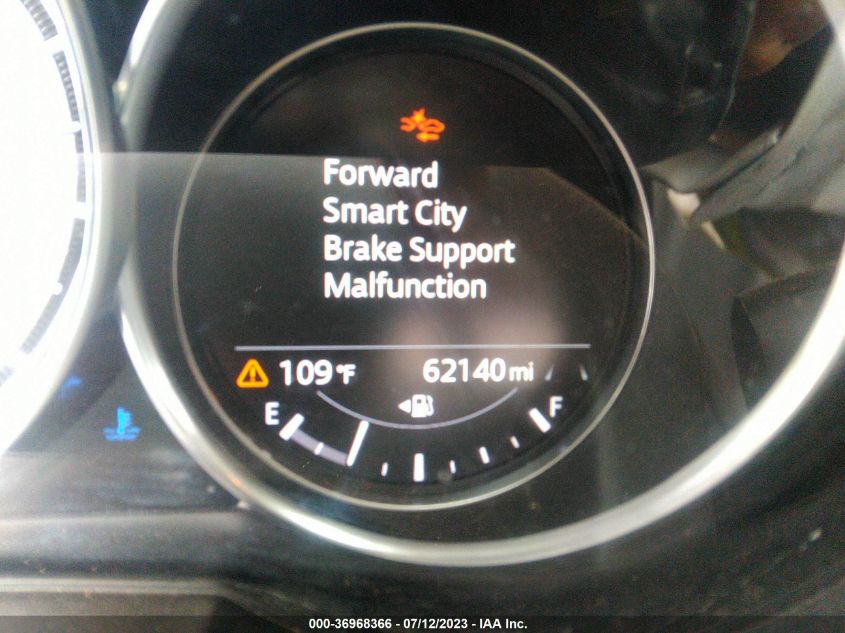 Forward
Smart City
Brake Support
Malfunction
109°F 62140 mi
E F
000-36968366 - 07/12/2023 - IAA Inc.